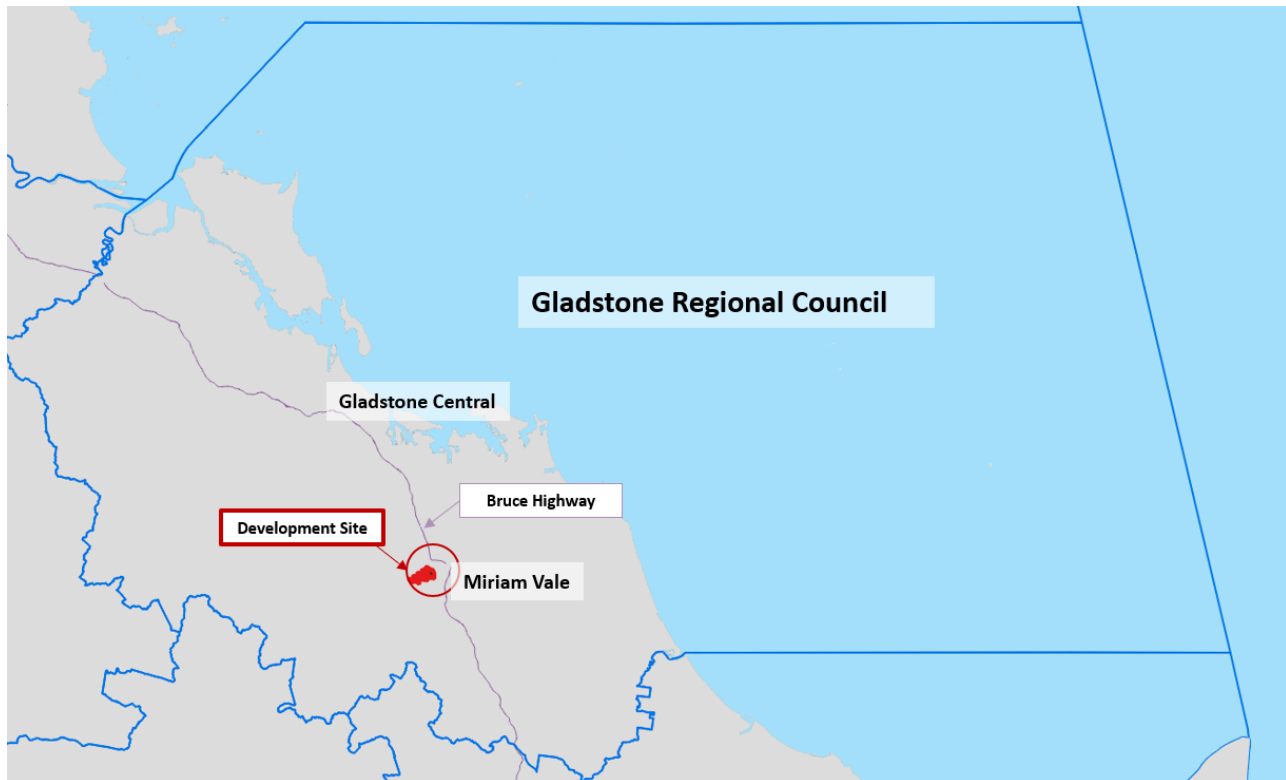 Gladstone Regional Council
Gladstone Central
Bruce Highway
Development Site
Miriam Vale